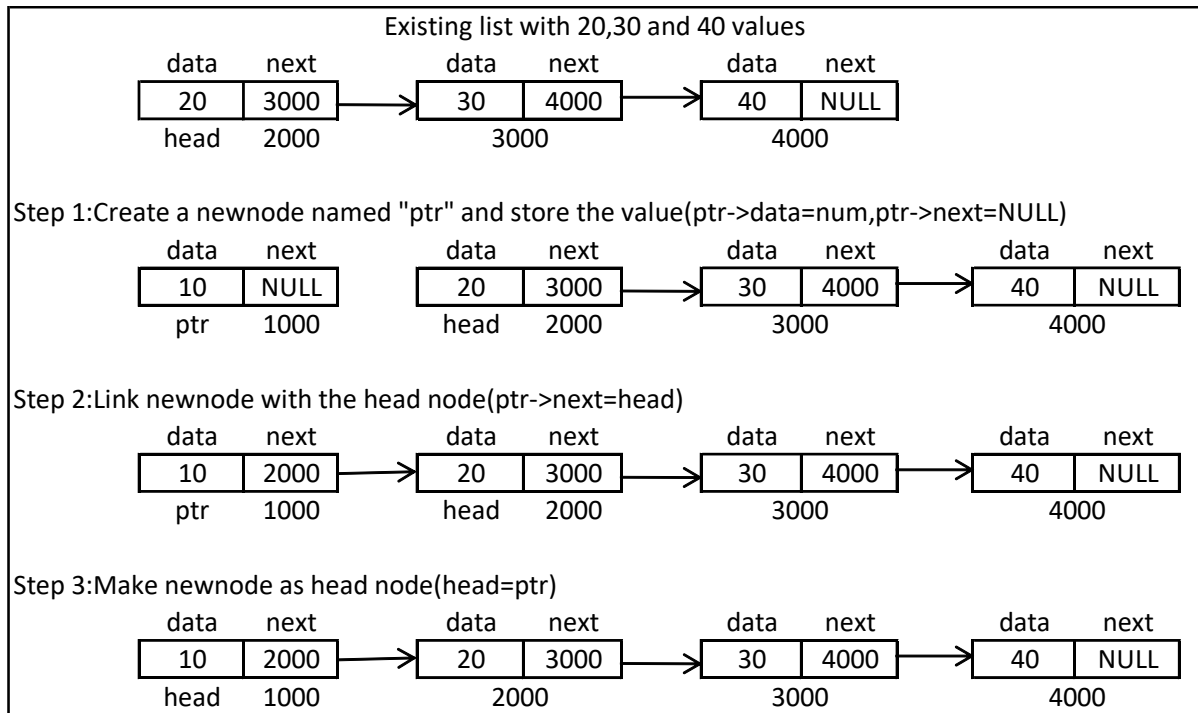 Existing list with 20,30 and 40 values
data next data next data next
20 3000 30 4000 40 NULL
head 2000 3000 4000
Step 1:Create a newnode named "ptr" and store the value(ptr->data=num,ptr->next=NULL)
data next data next data next data next
10 NULL 20 3000 30 4000 40 NULL
ptr 1000 head 2000 3000 4000
Step 2:Link newnode with the head node(ptr->next=head)
data next data next data next data next
10 2000 20 3000 30 4000 40 NULL
ptr 1000 head 2000 3000 4000
Step 3:Make newnode as head node(head=ptr)
data next data next data next data next
10 2000 20 3000 30 4000 40 NULL
head 1000 2000 3000 4000